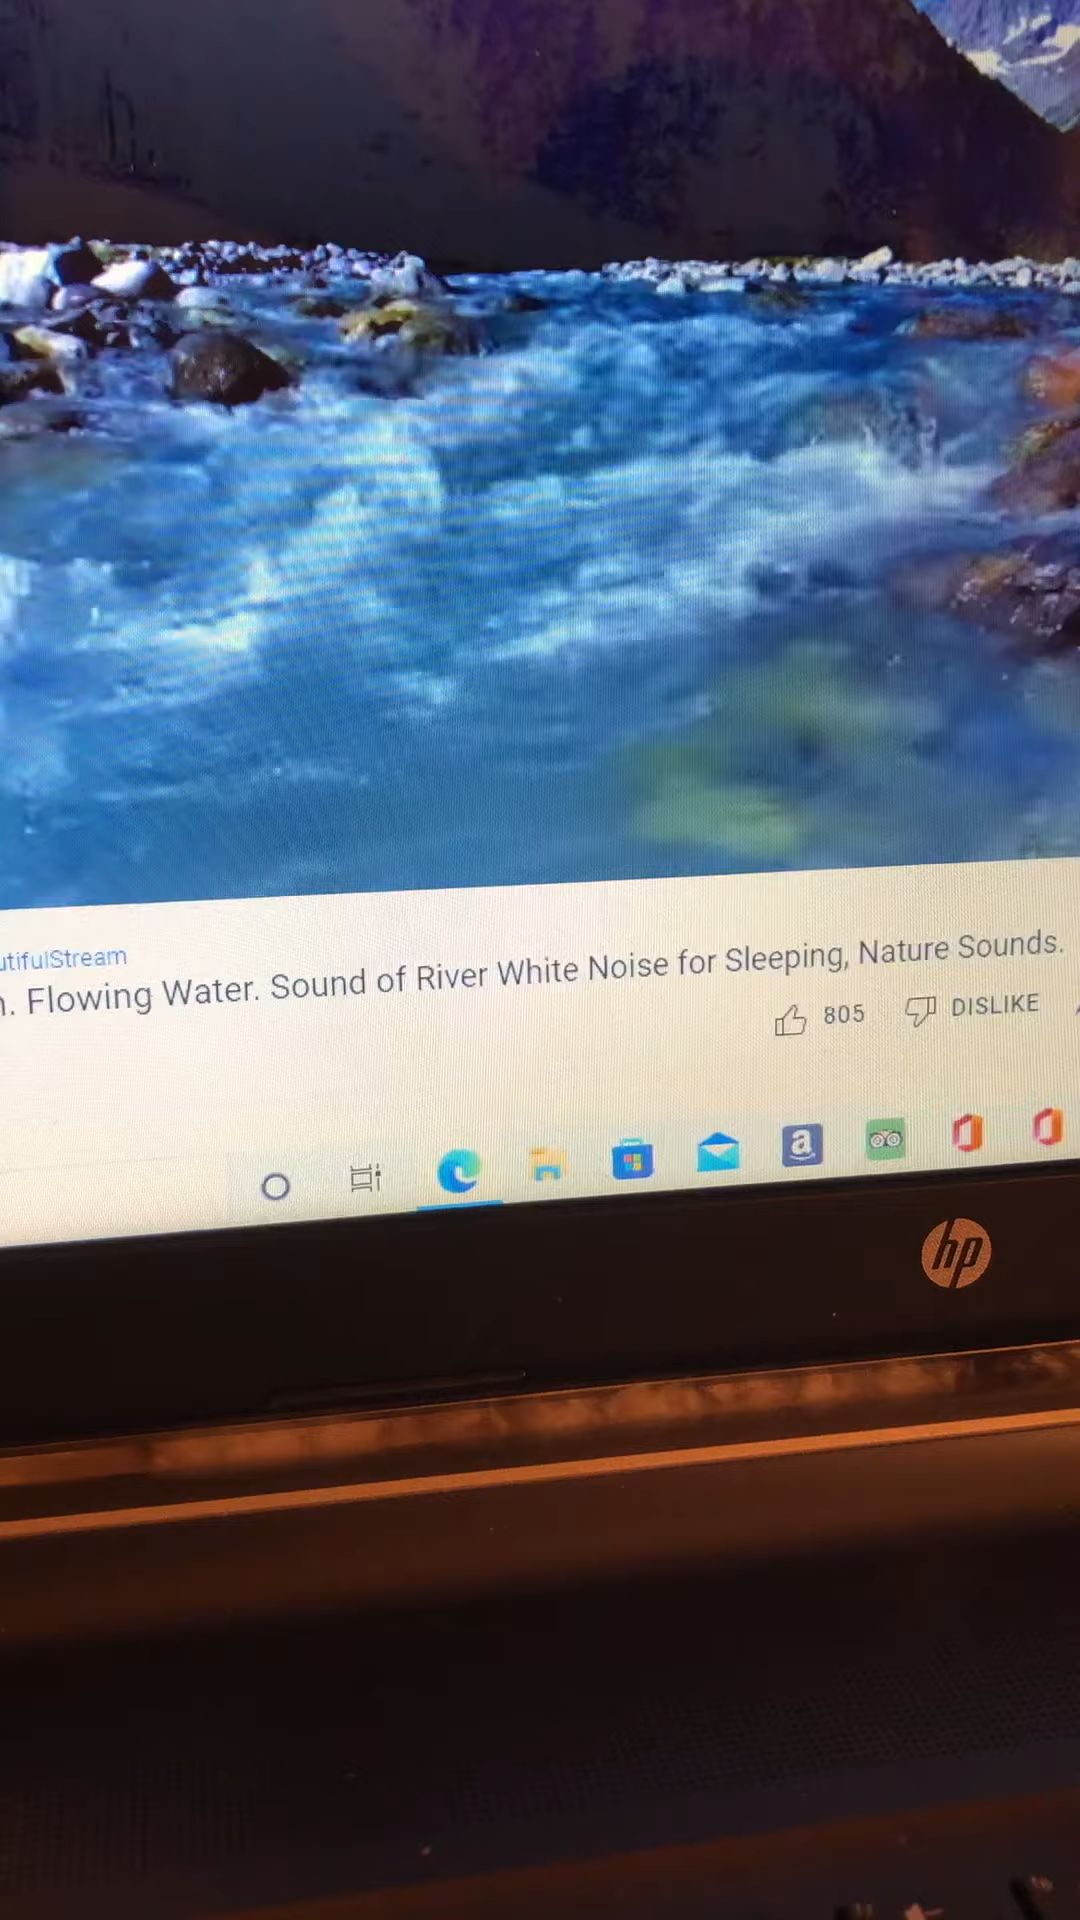 utifulStream
. Flowing Water. Sound of River White Noise for Sleeping, Nature Sounds.
805 DISLIKE
a
hp